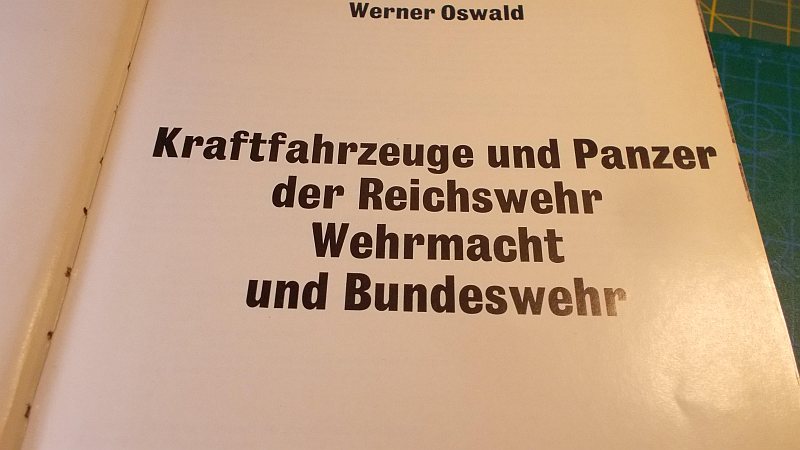 Werner Oswald
Kraftfahrzeuge und Panzer
der Reichswehr
Wehrmacht
und Bundeswehr